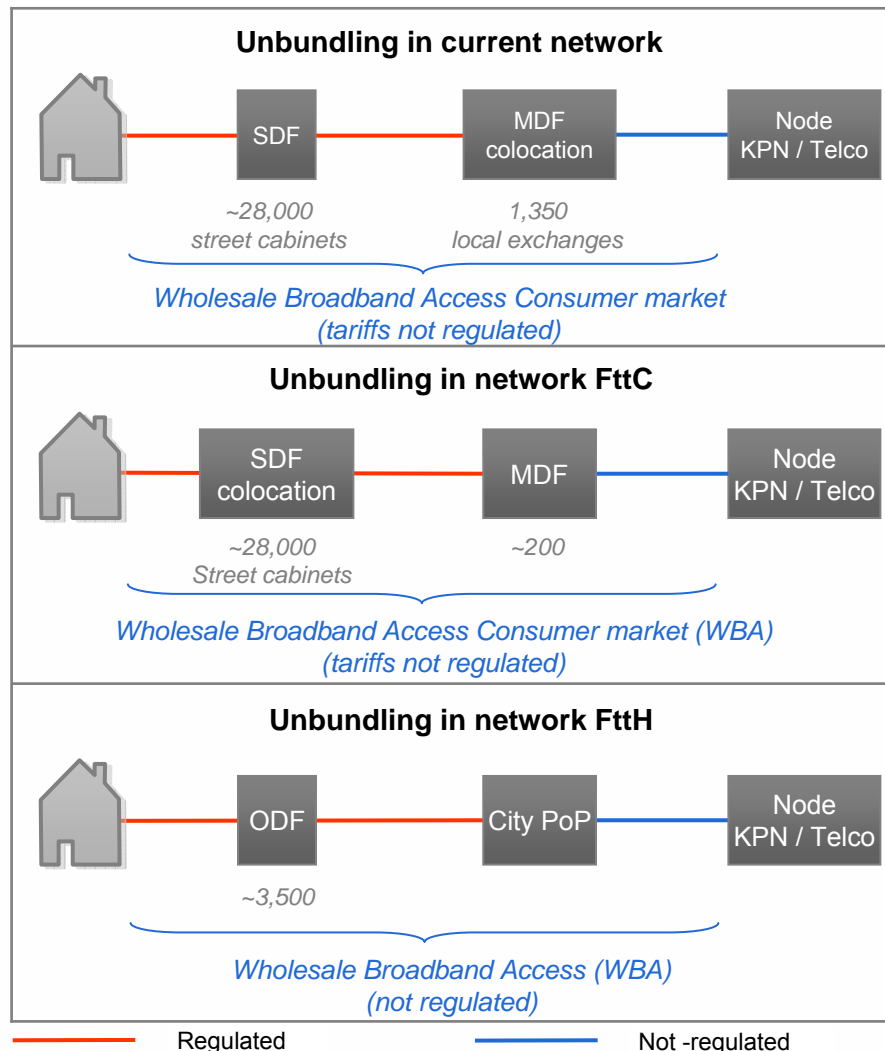 Unbundling in current network
SDF
MDF
colocation
Node
KPN / Telco
~28,000
street cabinets
1,350
local exchanges
Wholesale Broadband Access Consumer market
(tariffs not regulated)
Unbundling in network FttC
SDF
colocation
MDF
Node
KPN / Telco
~28,000
Street cabinets
~200
Wholesale Broadband Access Consumer market (WBA)
(tariffs not regulated)
Unbundling in network FttH
ODF
City PoP
Node
KPN / Telco
~3,500
Wholesale Broadband Access (WBA)
(not regulated)
Regulated
Not -regulated